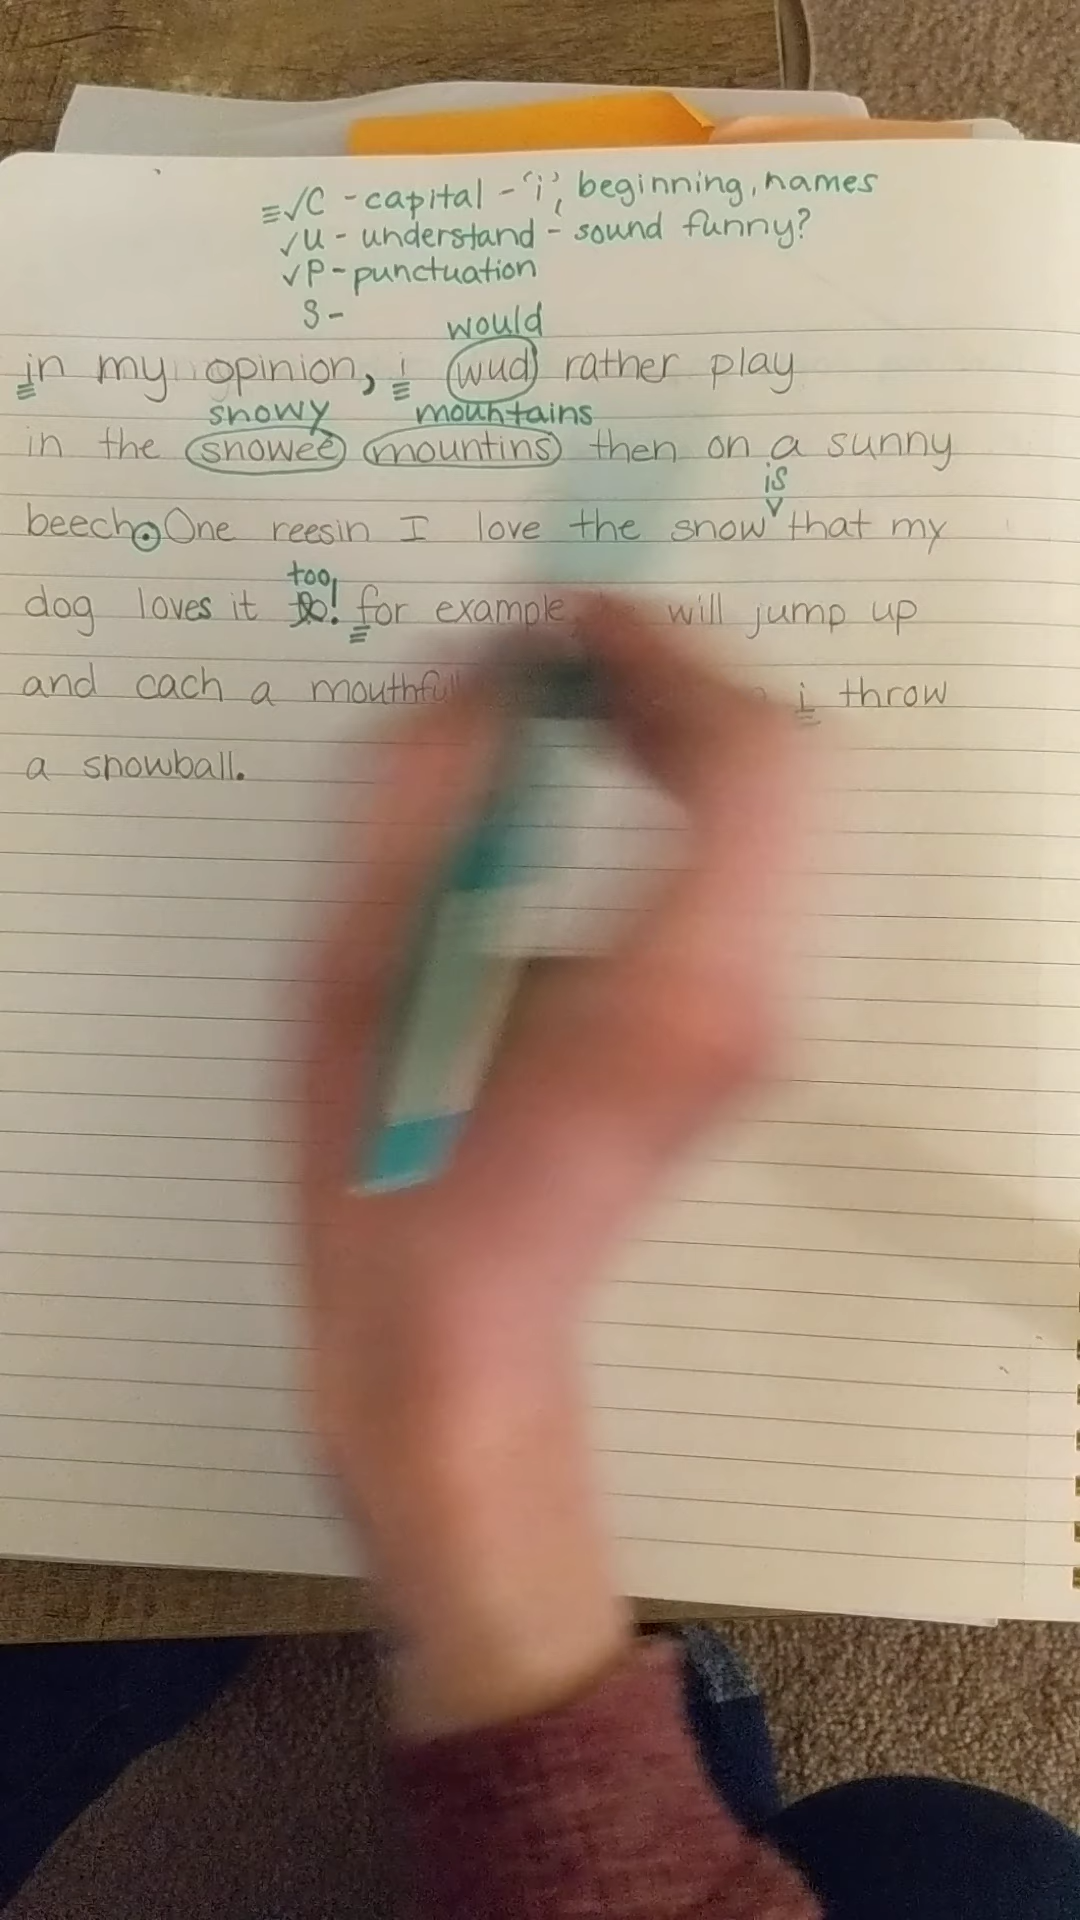 ≡✓C - capital - 'i', beginning, names
✓U - understand - sound funny?
✓P - punctuation
S -
would
in my opinion, i wud rather play
snowy mountains
in the snowee mountins then on a sunny
is
beech. One reesin I love the snow that my
too,
dog loves it to! for example will jump up
and cach a mouthful i throw
a snowball.